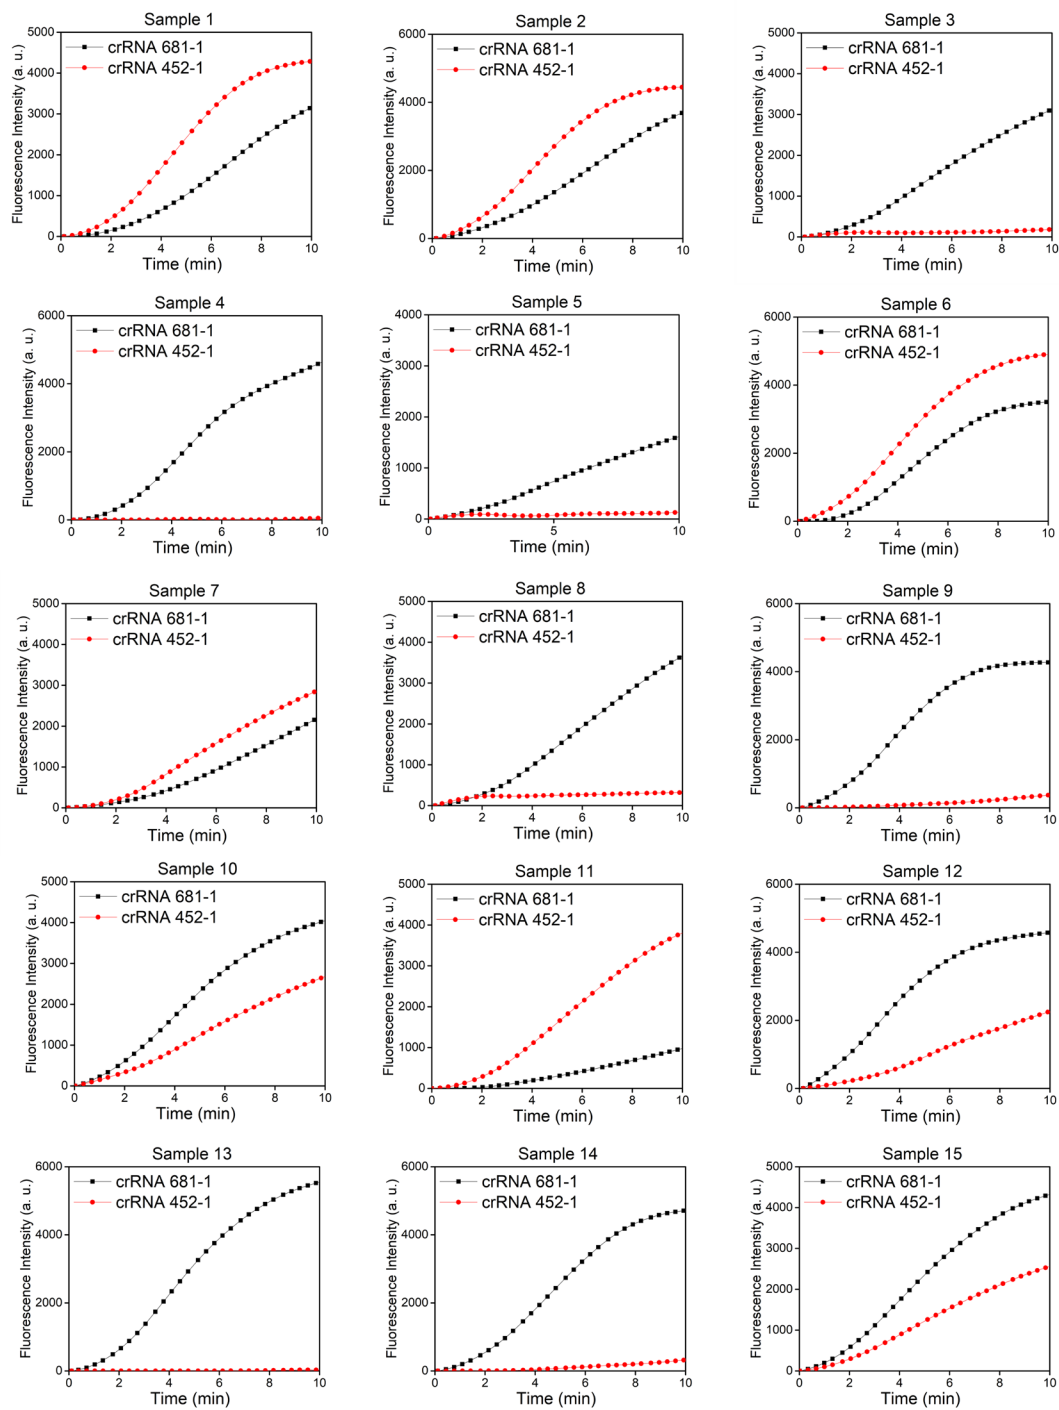 Sample 1
5000
4000
3000
2000
1000
0
Fluorescence Intensity (a. u.)
crRNA 681-1
crRNA 452-1
0 2 4 6 8 10
Time (min)
Sample 2
6000
4000
2000
0
Fluorescence Intensity (a. u.)
crRNA 681-1
crRNA 452-1
0 2 4 6 8 10
Time (min)
Sample 3
5000
4000
3000
2000
1000
0
Fluorescence Intensity (a. u.)
crRNA 681-1
crRNA 452-1
0 2 4 6 8 10
Time (min)
Sample 4
6000
4000
2000
0
Fluorescence Intensity (a. u.)
crRNA 681-1
crRNA 452-1
0 2 4 6 8 10
Time (min)
Sample 5
4000
3000
2000
1000
0
Fluorescence Intensity (a. u.)
crRNA 681-1
crRNA 452-1
0 5 10
Time (min)
Sample 6
6000
4000
2000
0
Fluorescence Intensity (a. u.)
crRNA 681-1
crRNA 452-1
0 2 4 6 8 10
Time (min)
Sample 7
5000
4000
3000
2000
1000
0
Fluorescence Intensity (a. u.)
crRNA 681-1
crRNA 452-1
0 2 4 6 8 10
Time (min)
Sample 8
5000
4000
3000
2000
1000
0
Fluorescence Intensity (a. u.)
crRNA 681-1
crRNA 452-1
0 2 4 6 8 10
Time (min)
Sample 9
6000
4000
2000
0
Fluorescence Intensity (a. u.)
crRNA 681-1
crRNA 452-1
0 2 4 6 8 10
Time (min)
Sample 10
5000
4000
3000
2000
1000
0
Fluorescence Intensity (a. u.)
crRNA 681-1
crRNA 452-1
0 2 4 6 8 10
Time (min)
Sample 11
5000
4000
3000
2000
1000
0
Fluorescence Intensity (a. u.)
crRNA 681-1
crRNA 452-1
0 2 4 6 8 10
Time (min)
Sample 12
6000
4000
2000
0
Fluorescence Intensity (a. u.)
crRNA 681-1
crRNA 452-1
0 2 4 6 8 10
Time (min)
Sample 13
6000
4000
2000
0
Fluorescence Intensity (a. u.)
crRNA 681-1
crRNA 452-1
0 2 4 6 8 10
Time (min)
Sample 14
6000
4000
2000
0
Fluorescence Intensity (a. u.)
crRNA 681-1
crRNA 452-1
0 2 4 6 8 10
Time (min)
Sample 15
5000
4000
3000
2000
1000
0
Fluorescence Intensity (a. u.)
crRNA 681-1
crRNA 452-1
0 2 4 6 8 10
Time (min)